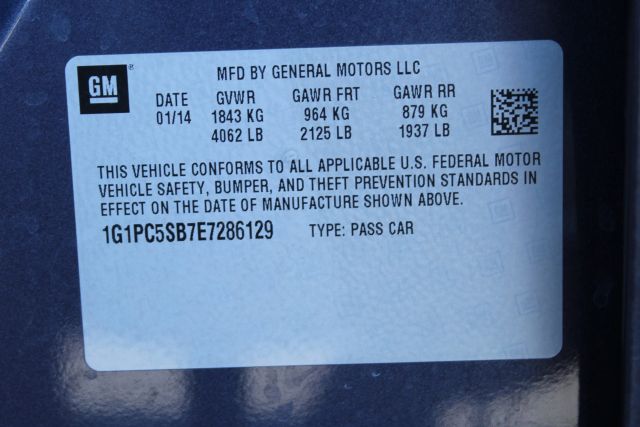 GM
MFD BY GENERAL MOTORS LLC
DATE GVWR GAWR FRT GAWR RR
01/14 1843 KG 964 KG 879 KG
4062 LB 2125 LB 1937 LB
THIS VEHICLE CONFORMS TO ALL APPLICABLE U.S. FEDERAL MOTOR
VEHICLE SAFETY, BUMPER, AND THEFT PREVENTION STANDARDS IN
EFFECT ON THE DATE OF MANUFACTURE SHOWN ABOVE.
1G1PC5SB7E7286129 TYPE: PASS CAR